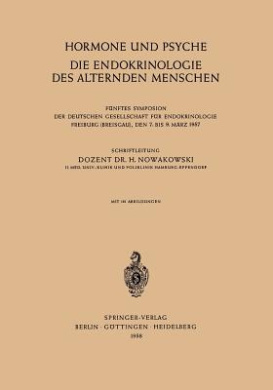 HORMONE UND PSYCHE
DIE ENDOKRINOLOGIE
DES ALTERNDEN MENSCHEN
FÜNFTES SYMPOSION
DER DEUTSCHEN GESELLSCHAFT FÜR ENDOKRINOLOGIE
FREIBURG (BREISGAU), DEN 7. BIS 9. MÄRZ 1957
SCHRIFTLEITUNG
DOZENT DR. H. NOWAKOWSKI
II. MED. UNIV.-KLINIK UND POLIKLINIK HAMBURG-EPPENDORF
MIT ABBILDUNGEN
SPRINGER-VERLAG
BERLIN · GÖTTINGEN · HEIDELBERG
1958